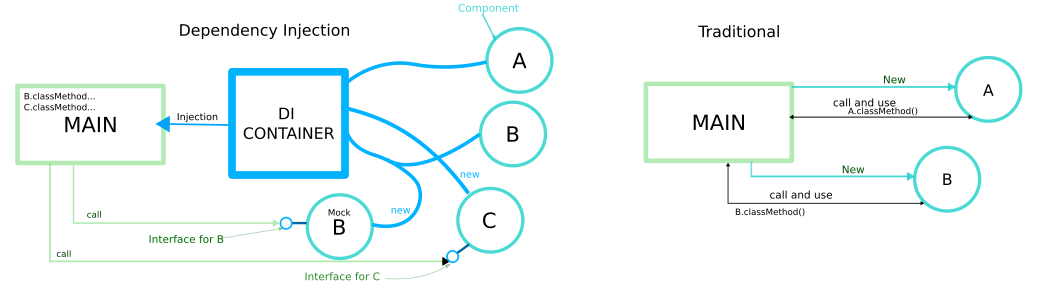 Component
Dependency Injection
Traditional
A
New
A
B.classMethod...
C.classMethod...
MAIN
Injection
DI
CONTAINER
B
call and use
A.classMethod()
MAIN
New
B
call and use
B.classMethod()
new
new
Mock
B
C
call
Interface for B
call
Interface for C